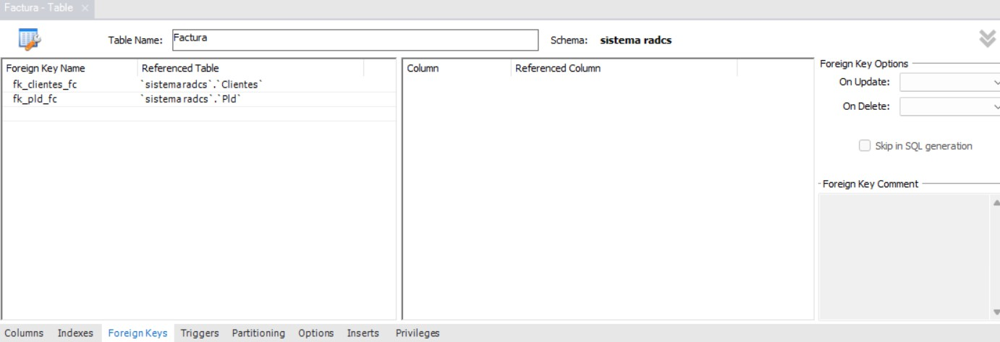 Factura - Table ×
Table Name: Factura Schema: sistema radcs
Foreign Key Name Referenced Table
fk_clientes_fc `sistema radcs`.`Clientes`
fk_pld_fc `sistema radcs`.`Pld`
Column Referenced Column
Foreign Key Options
On Update:
On Delete:
Skip in SQL generation
Foreign Key Comment
Columns Indexes Foreign Keys Triggers Partitioning Options Inserts Privileges